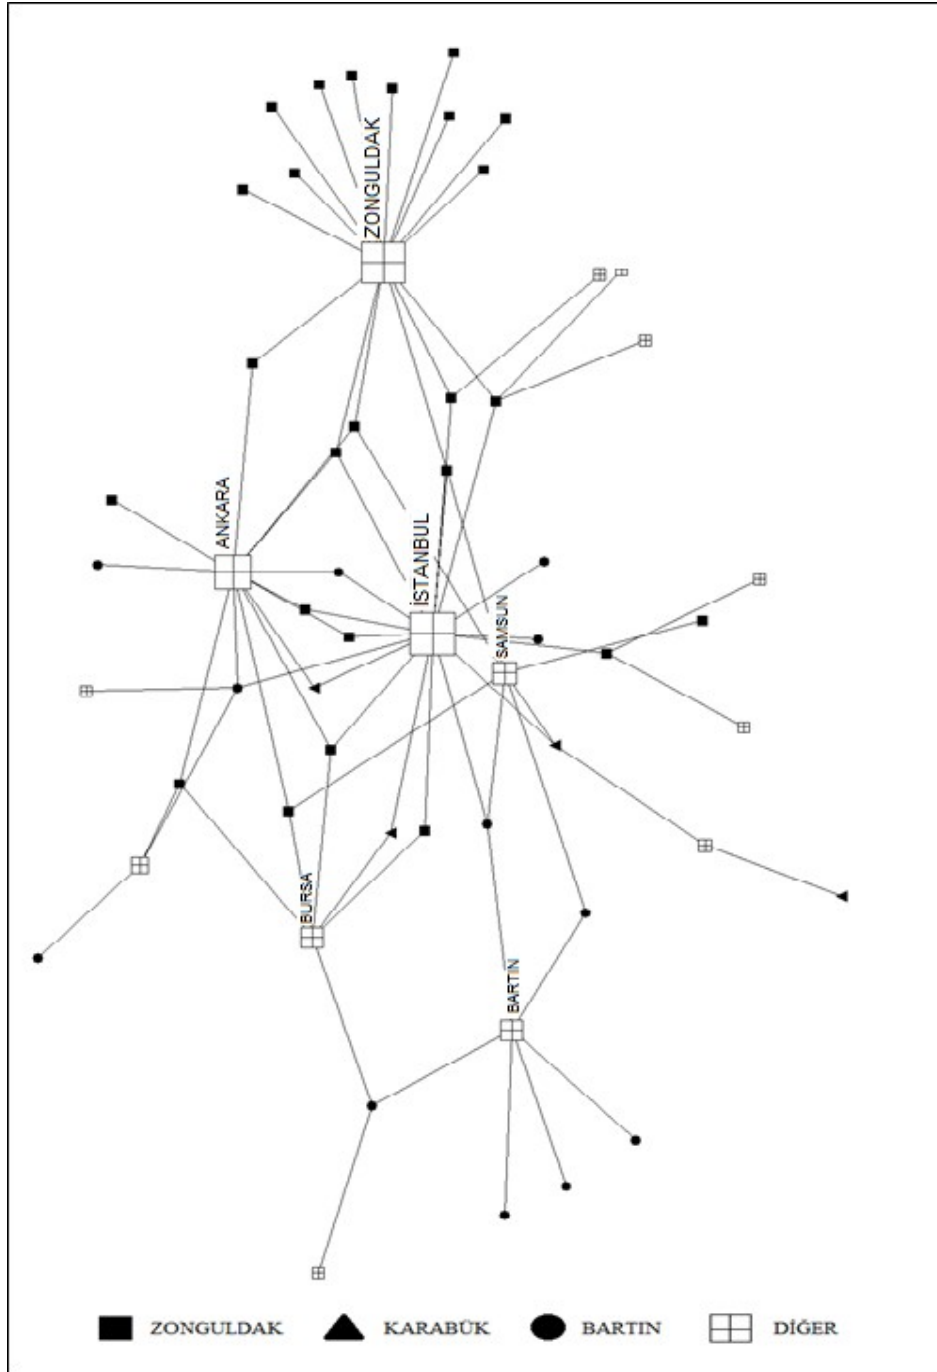 ZONGULDAK
ANKARA
İSTANBUL
SAMSUN
BURSA
BARTIN
ZONGULDAK KARABÜK BARTIN DİĞER